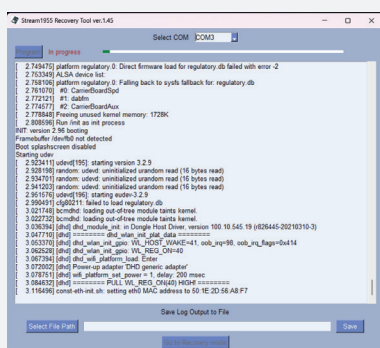 Stream1955 Recovery Tool ver.1.45
Select COM COM3
Program In progress
[ 2.749475] platform regulatory.0: Direct firmware load for regulatory.db failed with error -2
[ 2.753349] ALSA device list:
[ 2.758106] platform regulatory.0: Falling back to sysfs fallback for: regulatory.db
[ 2.761070] #0: CarrierBoardSpd
[ 2.772121] #1: dabfm
[ 2.774577] #2: CarrierBoardAux
[ 2.778848] Freeing unused kernel memory: 1728K
[ 2.808596] Run /init as init process
INIT: version 2.96 booting
Framebuffer /dev/fb0 not detected
Boot splashscreen disabled
Starting udev
[ 2.923411] udevd[195]: starting version 3.2.9
[ 2.928198] random: udevd: uninitialized urandom read (16 bytes read)
[ 2.934701] random: udevd: uninitialized urandom read (16 bytes read)
[ 2.941203] random: udevd: uninitialized urandom read (16 bytes read)
[ 2.951576] udevd[195]: starting eudev-3.2.9
[ 2.990491] cfg80211: failed to load regulatory.db
[ 3.021748] bcmdhd: loading out-of-tree module taints kernel.
[ 3.022732] bcmdhd: loading out-of-tree module taints kernel.
[ 3.036394] [dhd] dhd_module_init: in Dongle Host Driver, version 100.10.545.19 (r826445-20210310-3)
[ 3.047710] [dhd] ======== dhd_wlan_init_plat_data ========
[ 3.053370] [dhd] dhd_wlan_init_gpio: WL_HOST_WAKE=41, oob_irq=98, oob_irq_flags=0x414
[ 3.062528] [dhd] dhd_wlan_init_gpio: WL_REG_ON=40
[ 3.067394] [dhd] dhd_wifi_platform_load: Enter
[ 3.072002] [dhd] Power-up adapter 'DHD generic adapter'
[ 3.078751] [dhd] wifi_platform_set_power = 1, delay: 200 msec
[ 3.084632] [dhd] ======== PULL WL_REG_ON(40) HIGH! ========
[ 3.116496] const-eth-init.sh: setting eth0 MAC address to 50:1E:2D:56:A8:F7
Save Log Output to File
Select File Path Save
Go to Recovery mode